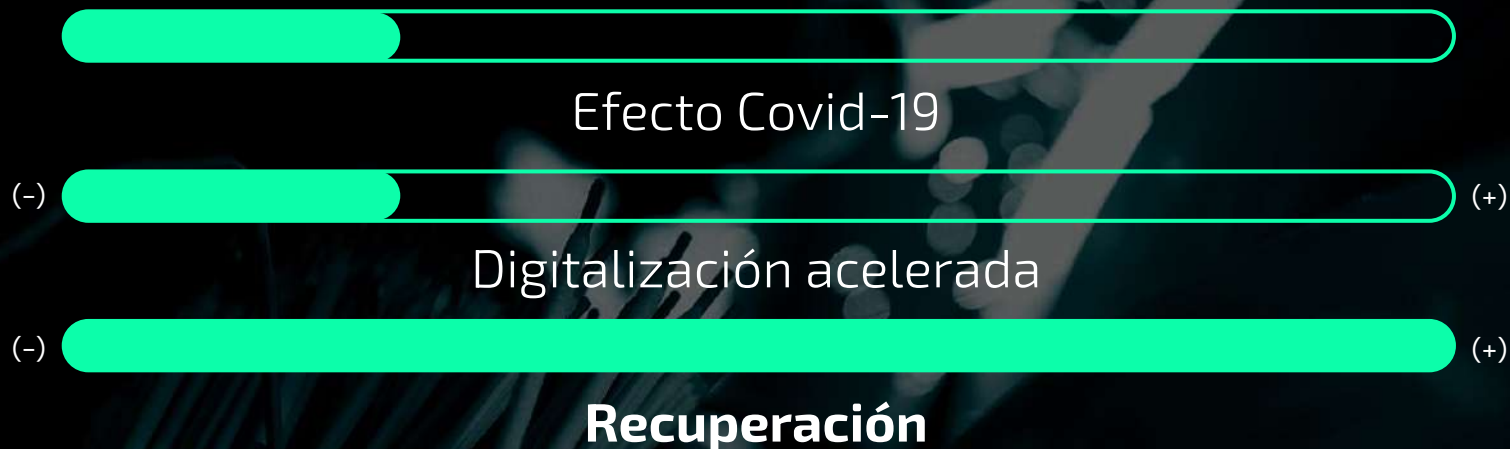 Efecto Covid-19
(-) (+)
Digitalización acelerada
(-) (+)
Recuperación